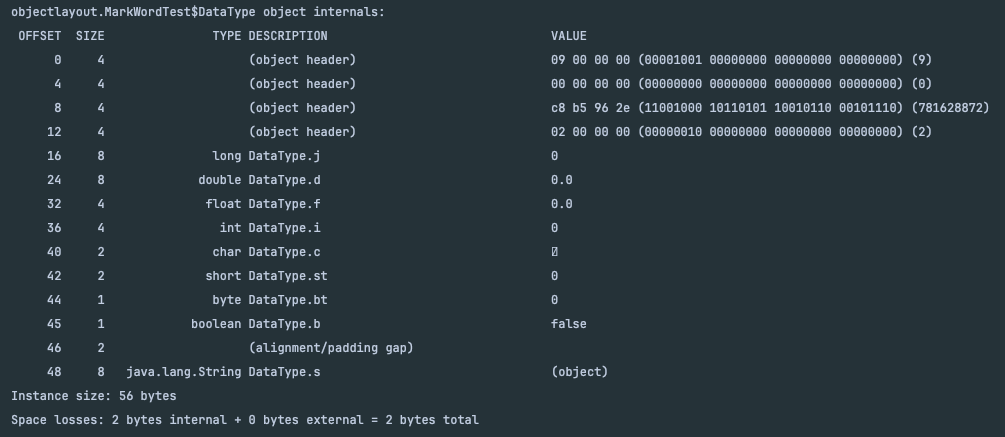 objectlayout.MarkWordTest$DataType object internals:
OFFSET SIZE TYPE DESCRIPTION VALUE
0 4 (object header) 09 00 00 00 (00001001 00000000 00000000 00000000) (9)
4 4 (object header) 00 00 00 00 (00000000 00000000 00000000 00000000) (0)
8 4 (object header) c8 b5 96 2e (11001000 10110101 10010110 00101110) (781628872)
12 4 (object header) 02 00 00 00 (00000010 00000000 00000000 00000000) (2)
16 8 long DataType.j 0
24 8 double DataType.d 0.0
32 4 float DataType.f 0.0
36 4 int DataType.i 0
40 2 char DataType.c
42 2 short DataType.st 0
44 1 byte DataType.bt 0
45 1 boolean DataType.b false
46 2 (alignment/padding gap)
48 8 java.lang.String DataType.s (object)
Instance size: 56 bytes
Space losses: 2 bytes internal + 0 bytes external = 2 bytes total